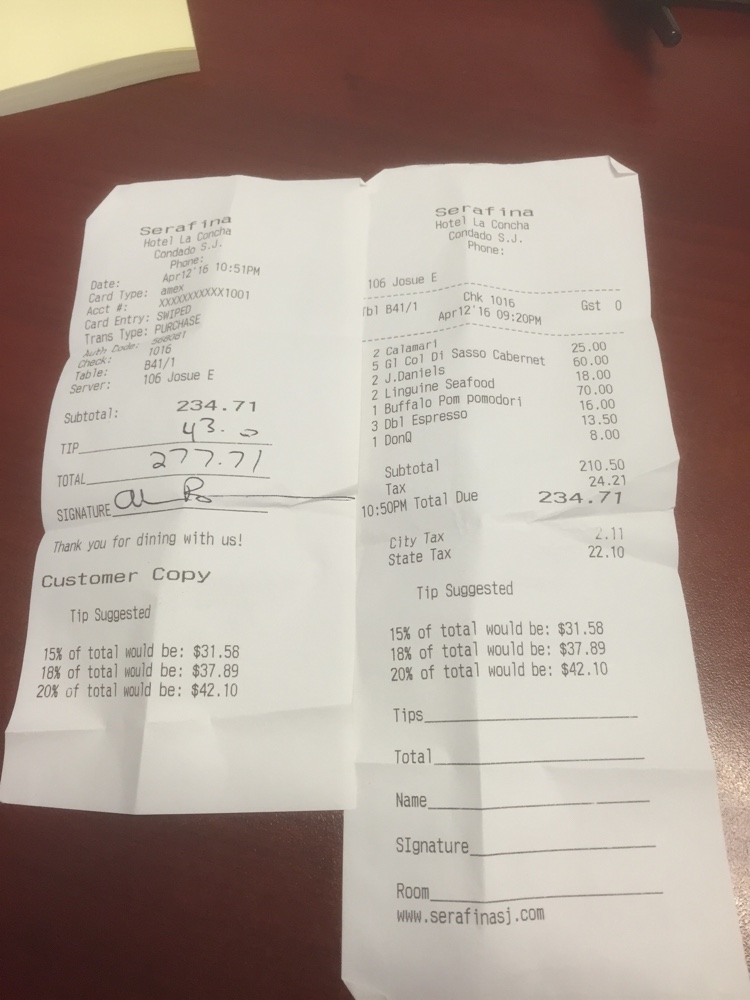 Serafina
Hotel La Concha
Condado S.J.
Phone:
Date: Apr12'16 10:51PM
Card Type: amex
Acct #: XXXXXXXXXXX1001
Card Entry: SWIPED
Trans Type: PURCHASE
Auth Code:
Check: 1016
Table: B41/1
Server: 106 Josue E
Subtotal: 234.71
TIP 43.
TOTAL 277.71
SIGNATURE
Thank you for dining with us!
Customer Copy
Tip Suggested
15% of total would be: $31.58
18% of total would be: $37.89
20% of total would be: $42.10
Serafina
Hotel La Concha
Condado S.J.
Phone:
106 Josue E
Tbl B41/1 Chk 1016 Gst 0
Apr12'16 09:20PM
2 Calamari 25.00
5 Gl Col Di Sasso Cabernet 60.00
2 J.Daniels 18.00
2 Linguine Seafood 70.00
1 Buffalo Pom pomodori 16.00
3 Dbl Espresso 13.50
1 DonQ 8.00
Subtotal 210.50
Tax 24.21
10:50PM Total Due 234.71
City Tax 2.11
State Tax 22.10
Tip Suggested
15% of total would be: $31.58
18% of total would be: $37.89
20% of total would be: $42.10
Tips
Total
Name
SIgnature
Room
www.serafinasj.com